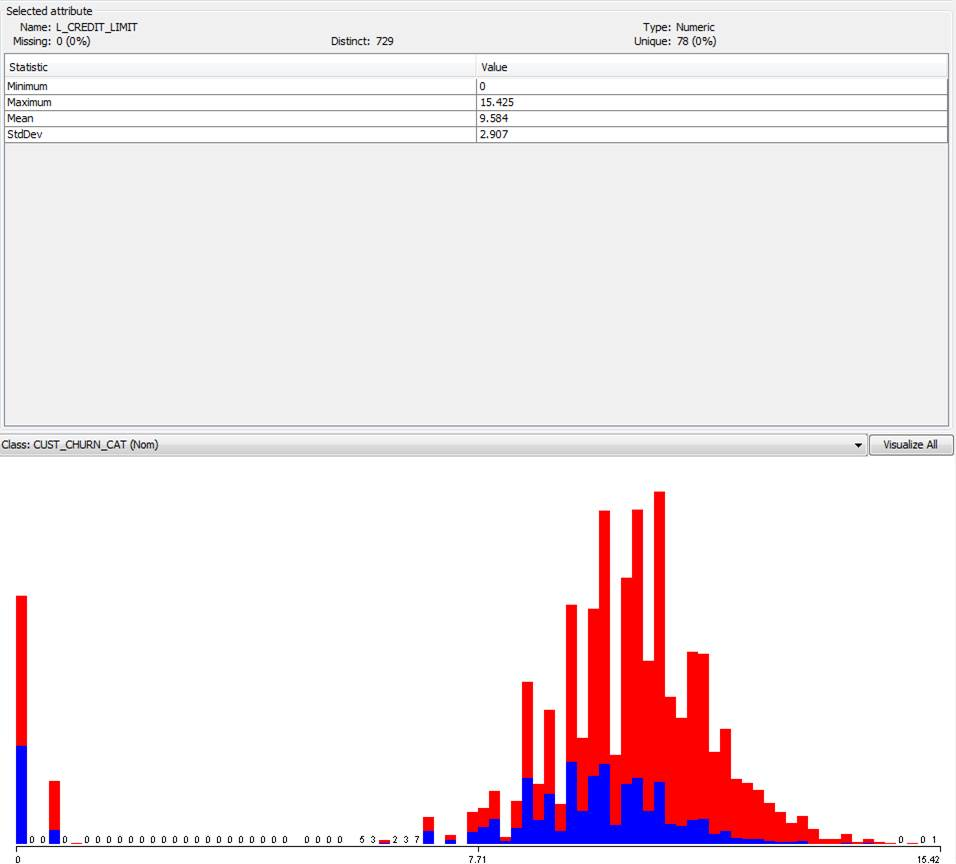 Selected attribute
Name: L_CREDIT_LIMIT Type: Numeric
Missing: 0 (0%) Distinct: 729 Unique: 78 (0%)
Statistic Value
Minimum 0
Maximum 15.425
Mean 9.584
StdDev 2.907
Class: CUST_CHURN_CAT (Nom) Visualize All
0 0 0 0 0 0 0 0 0 0 0 0 0 0 0 0 0 0 0 0 0 0 0 0 0 0 5 3 2 3 7 0 0 1
0 7.71 15.42